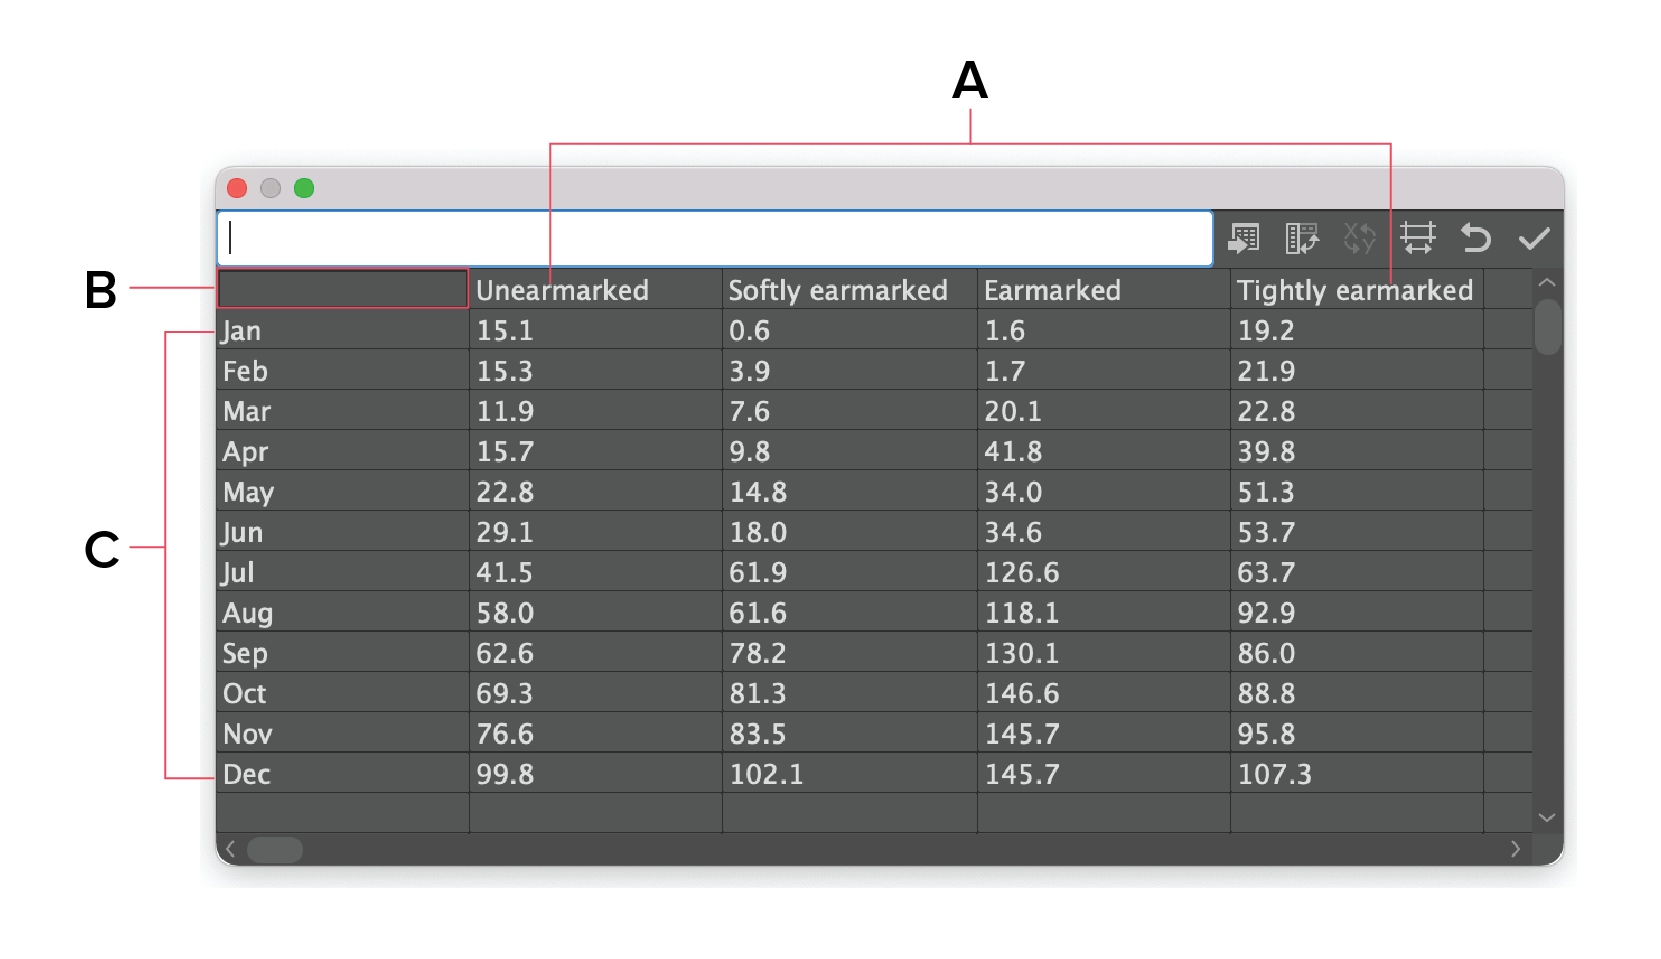 A
B
C
X Y
Unearmarked Softly earmarked Earmarked Tightly earmarked
Jan 15.1 0.6 1.6 19.2
Feb 15.3 3.9 1.7 21.9
Mar 11.9 7.6 20.1 22.8
Apr 15.7 9.8 41.8 39.8
May 22.8 14.8 34.0 51.3
Jun 29.1 18.0 34.6 53.7
Jul 41.5 61.9 126.6 63.7
Aug 58.0 61.6 118.1 92.9
Sep 62.6 78.2 130.1 86.0
Oct 69.3 81.3 146.6 88.8
Nov 76.6 83.5 145.7 95.8
Dec 99.8 102.1 145.7 107.3